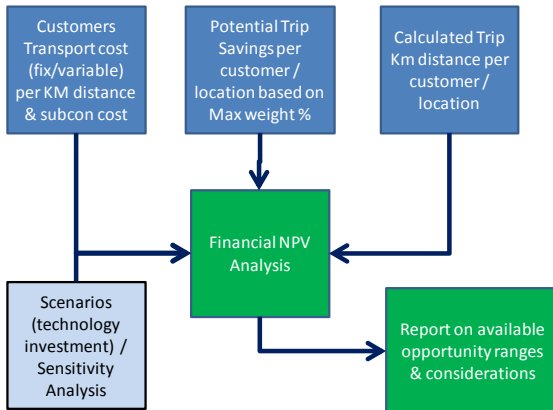 Customers
Transport cost
(fix/variable)
per KM distance
& subcon cost
Potential Trip
Savings per
customer /
location based on
Max weight %
Calculated Trip
Km distance per
customer /
location
Financial NPV
Analysis
Scenarios
(technology
investment) /
Sensitivity
Analysis
Report on available
opportunity ranges
& considerations